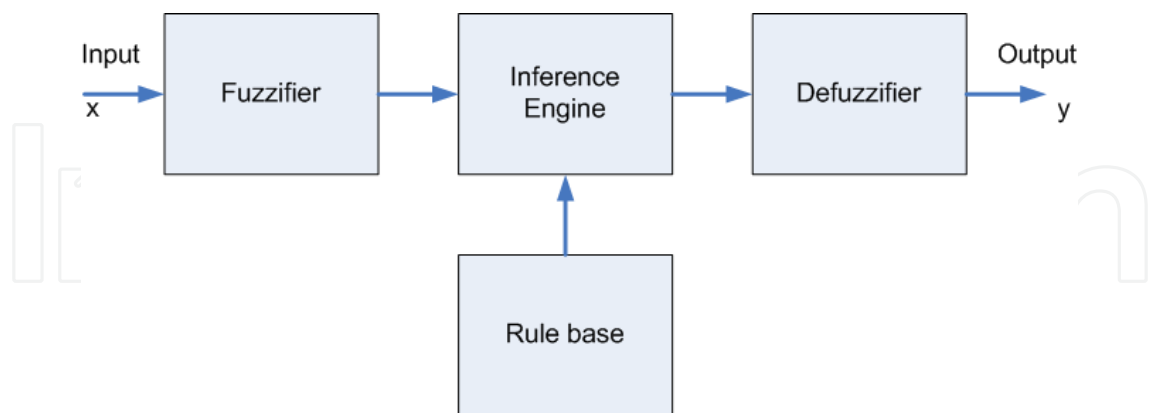 Input
x
Fuzzifier
Inference
Engine
Defuzzifier
Output
y
Rule base